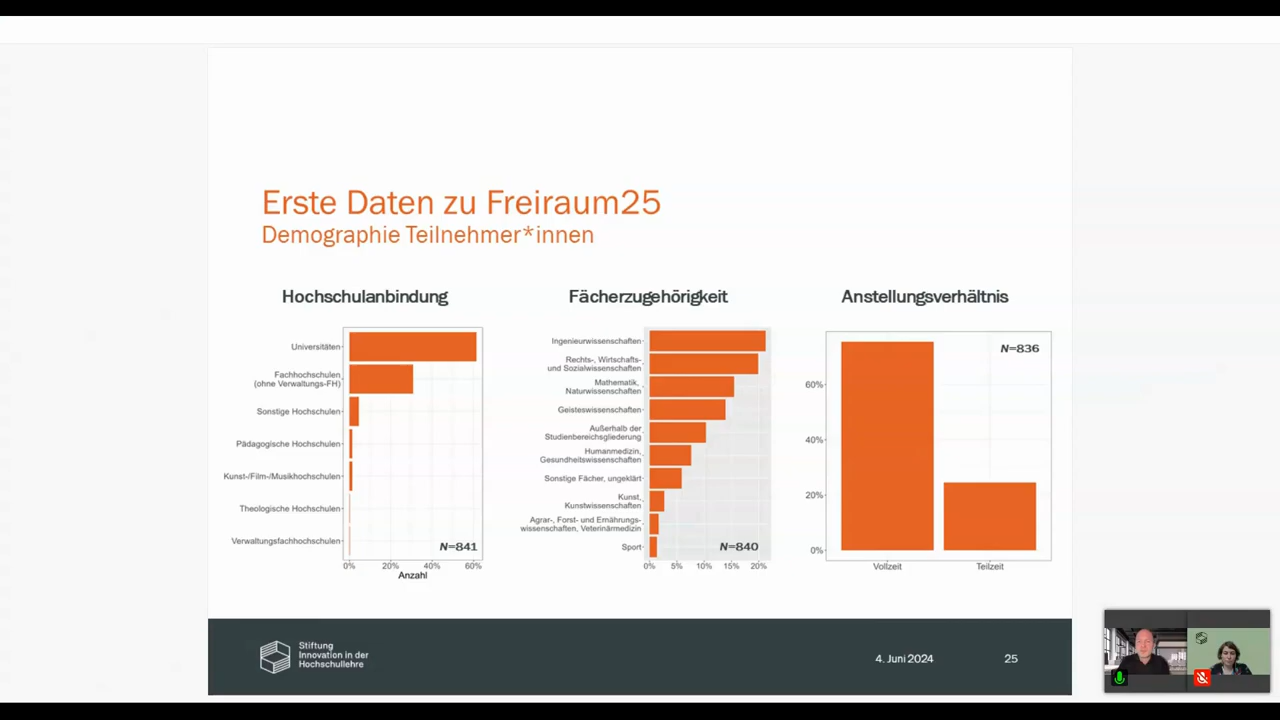 Erste Daten zu Freiraum25
Demographie Teilnehmer*innen
Hochschulanbindung
Universitäten
Fachhochschulen
(ohne Verwaltungs-FH)
Sonstige Hochschulen
Pädagogische Hochschulen
Kunst-/Film-/Musikhochschulen
Theologische Hochschulen
Verwaltungsfachhochschulen
N=841
0% 20% 40% 60%
Anzahl
Fächerzugehörigkeit
Ingenieurwissenschaften
Rechts-, Wirtschafts-
und Sozialwissenschaften
Mathematik,
Naturwissenschaften
Geisteswissenschaften
Außerhalb der
Studienbereichsgliederung
Humanmedizin,
Gesundheitswissenschaften
Sonstige Fächer, ungeklärt
Kunst,
Kunstwissenschaften
Agrar-, Forst- und Ernährungs-
wissenschaften, Veterinärmedizin
Sport
N=840
0% 5% 10% 15% 20%
Anstellungsverhältnis
N=836
60%
40%
20%
0%
Vollzeit Teilzeit
Stiftung
Innovation in der
Hochschullehre
4. Juni 2024
25